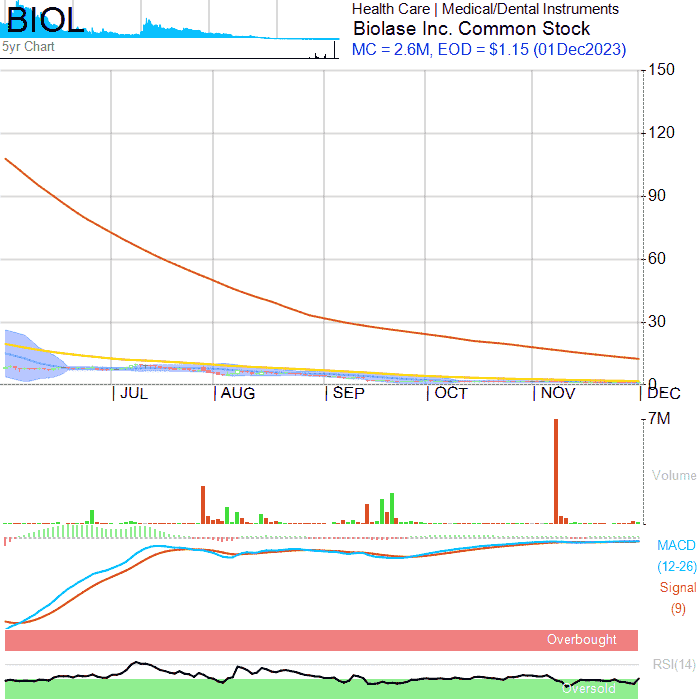 BIOL
5yr Chart
Health Care | Medical/Dental Instruments
Biolase Inc. Common Stock
MC = 2.6M, EOD = $1.15 (01Dec2023)
150
120
90
60
30
0
JUL AUG SEP OCT NOV DEC
7M
Volume
MACD
(12-26)
Signal
(9)
Overbought
RSI(14)
Oversold